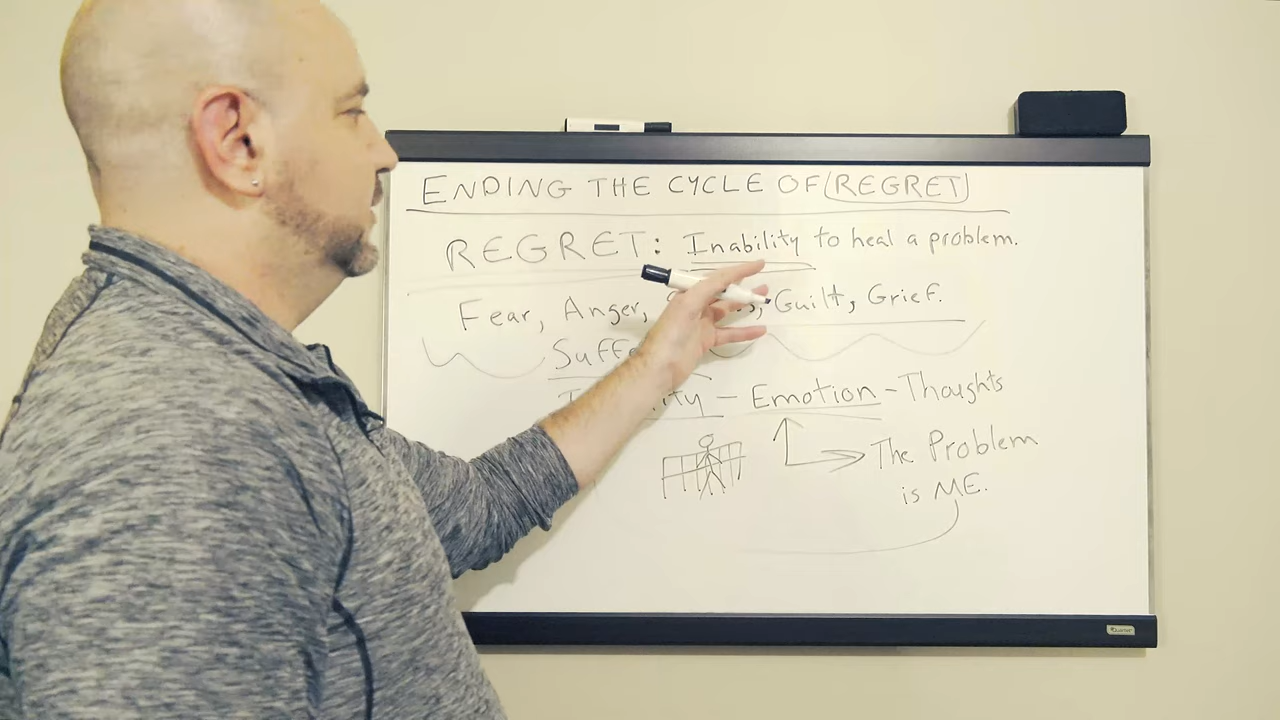 ENDING THE CYCLE OF REGRET
REGRET: Inability to heal a problem.
Fear, Anger, Guilt, Grief.
Emotion - Thoughts
The Problem
is ME.